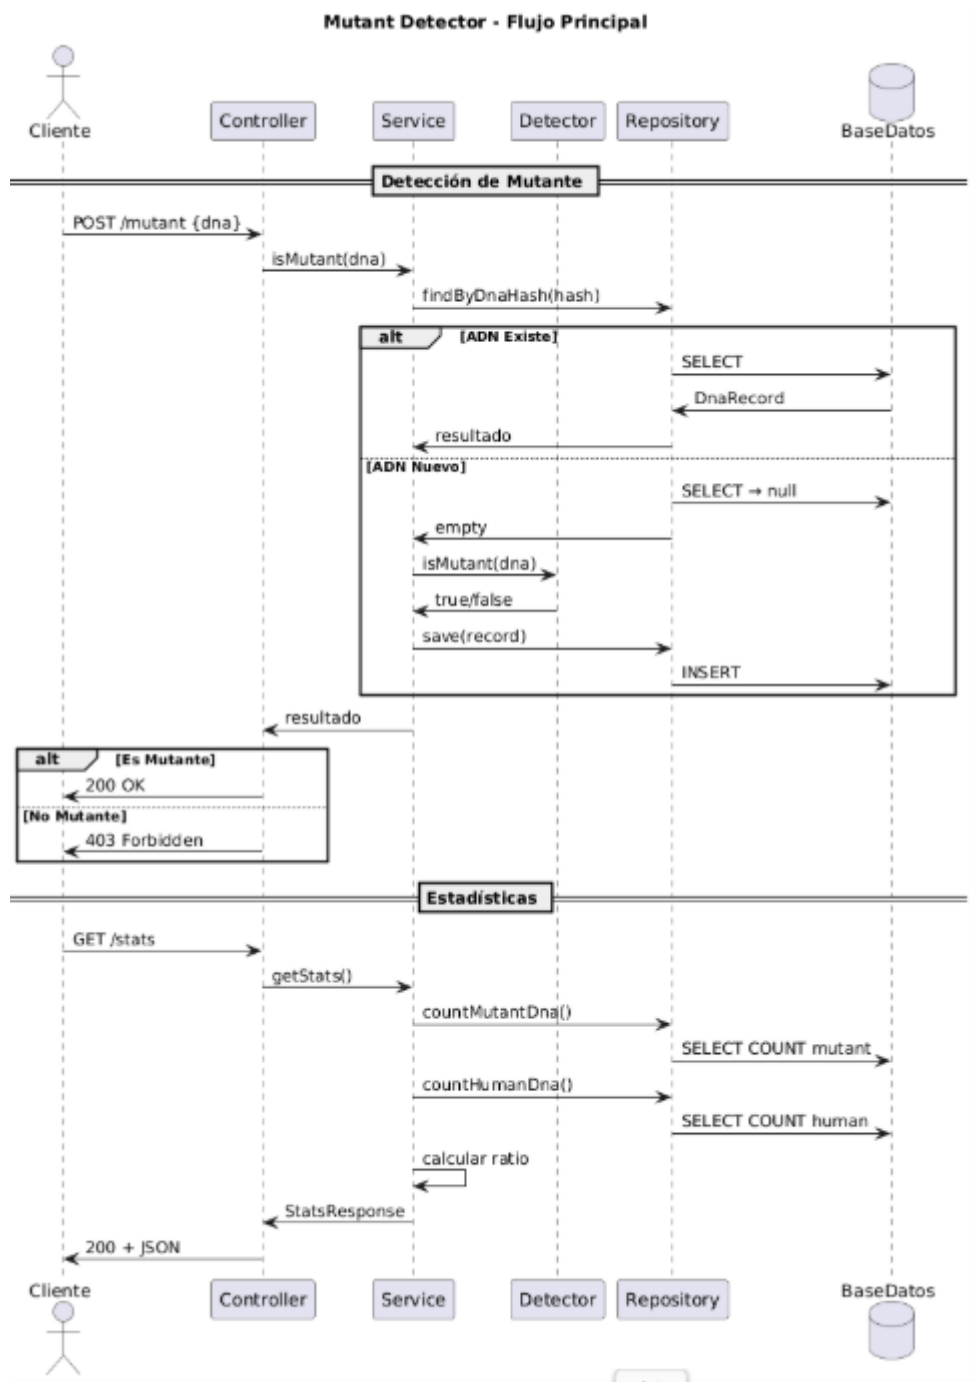 Mutant Detector - Flujo Principal
Cliente
Controller
Service
Detector
Repository
BaseDatos
Detección de Mutante
POST /mutant {dna}
isMutant(dna)
findByDnaHash(hash)
alt [ADN Existe]
SELECT
DnaRecord
resultado
[ADN Nuevo]
SELECT → null
empty
isMutant(dna)
true/false
save(record)
INSERT
resultado
alt [Es Mutante]
200 OK
[No Mutante]
403 Forbidden
Estadísticas
GET /stats
getStats()
countMutantDna()
SELECT COUNT mutant
countHumanDna()
SELECT COUNT human
calcular ratio
StatsResponse
200 + JSON
Cliente
Controller
Service
Detector
Repository
BaseDatos